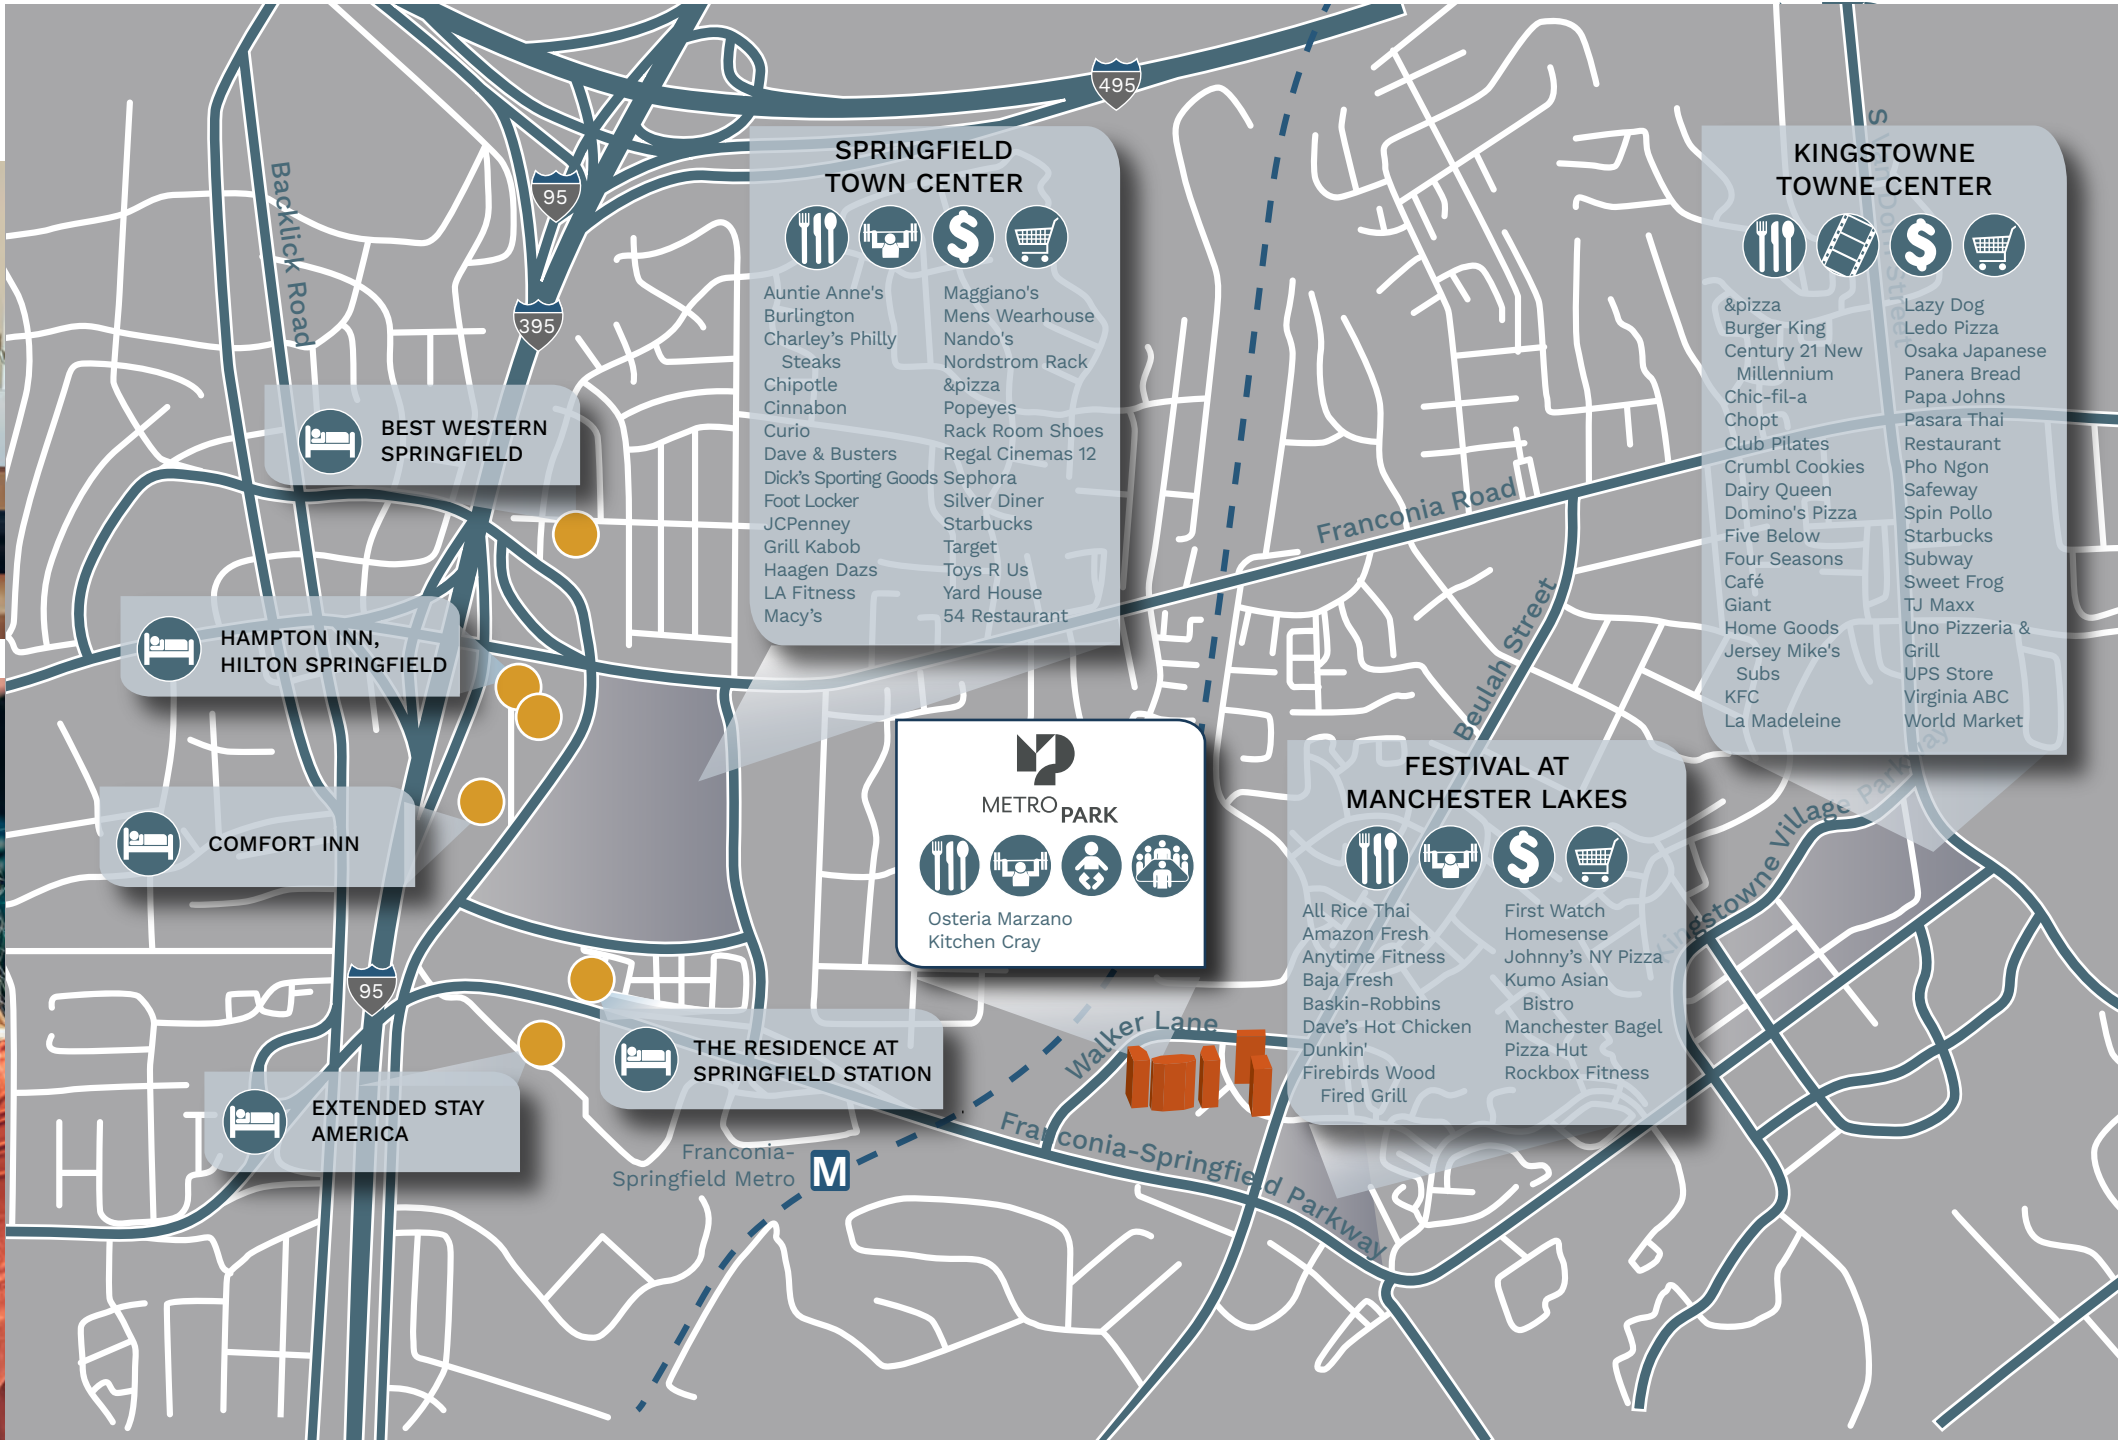 495
95
395
Backlick Road
SPRINGFIELD
TOWN CENTER
Auntie Anne's
Burlington
Charley's Philly
Steaks
Chipotle
Cinnabon
Curio
Dave & Busters
Dick's Sporting Goods
Foot Locker
JCPenney
Grill Kabob
Haagen Dazs
LA Fitness
Macy's
Maggiano's
Mens Wearhouse
Nando's
Nordstrom Rack
&pizza
Popeyes
Rack Room Shoes
Regal Cinemas 12
Sephora
Silver Diner
Starbucks
Target
Toys R Us
Yard House
54 Restaurant
KINGSTOWNE
TOWNE CENTER
&pizza
Burger King
Century 21 New
Millennium
Chic-fil-a
Chopt
Club Pilates
Crumbl Cookies
Dairy Queen
Domino's Pizza
Five Below
Four Seasons
Café
Giant
Home Goods
Jersey Mike's
Subs
KFC
La Madeleine
Lazy Dog
Ledo Pizza
Osaka Japanese
Panera Bread
Papa Johns
Pasara Thai
Restaurant
Pho Ngon
Safeway
Spin Pollo
Starbucks
Subway
Sweet Frog
TJ Maxx
Uno Pizzeria &
Grill
UPS Store
Virginia ABC
World Market
BEST WESTERN
SPRINGFIELD
Franconia Road
Beulah Street
HAMPTON INN,
HILTON SPRINGFIELD
COMFORT INN
METRO PARK
Osteria Marzano
Kitchen Cray
FESTIVAL AT
MANCHESTER LAKES
All Rice Thai
Amazon Fresh
Anytime Fitness
Baja Fresh
Baskin-Robbins
Dave's Hot Chicken
Dunkin'
Firebirds Wood
Fired Grill
First Watch
Homesense
Johnny's NY Pizza
Kumo Asian
Bistro
Manchester Bagel
Pizza Hut
Rockbox Fitness
Kingstowne Village Parkway
95
Walker Lane
THE RESIDENCE AT
SPRINGFIELD STATION
EXTENDED STAY
AMERICA
Franconia-
Springfield Metro
M
Franconia-Springfield Parkway